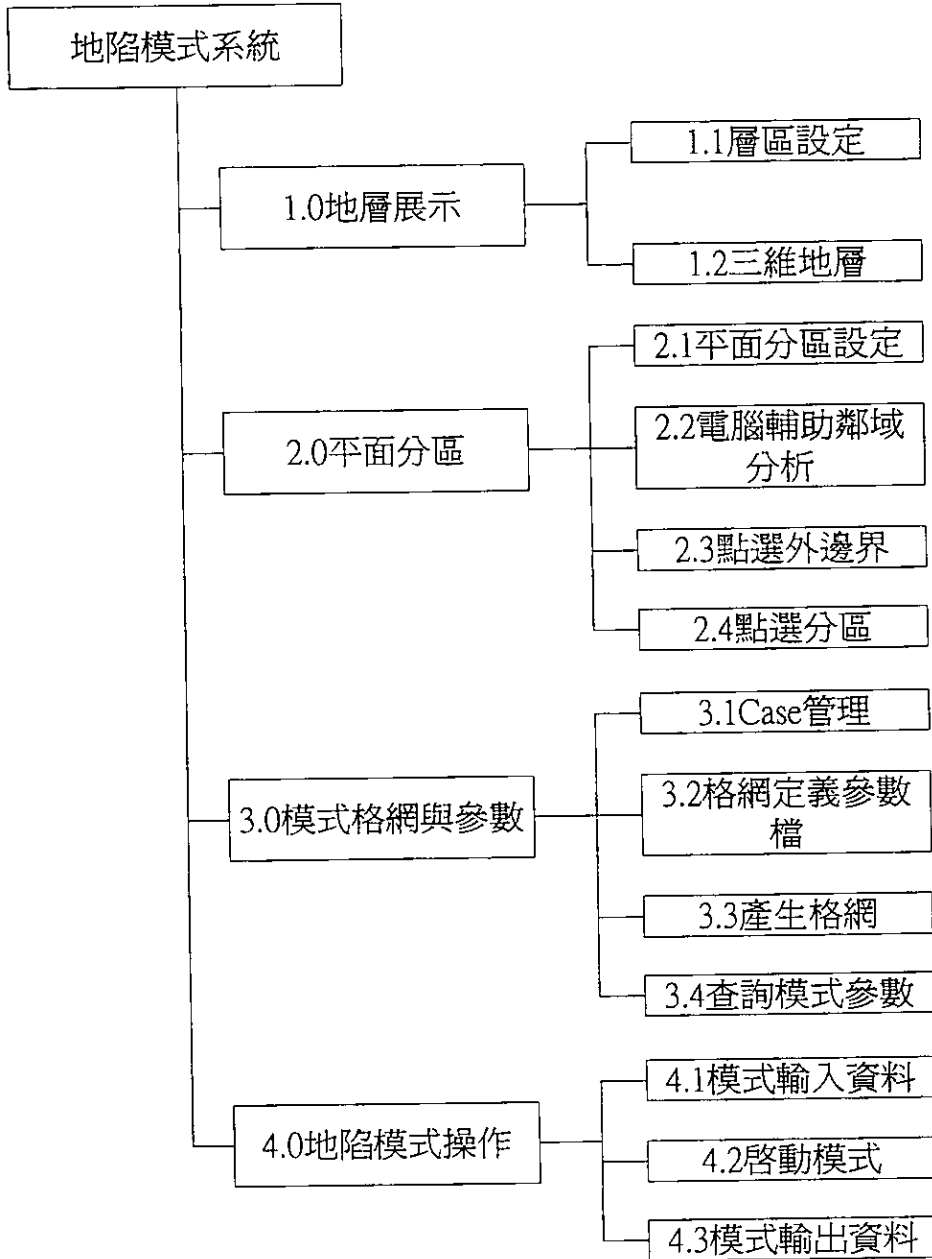 地陷模式系統
1.0地層展示
1.1層區設定
1.2三維地層
2.0平面分區
2.1平面分區設定
2.2電腦輔助鄰域
分析
2.3點選外邊界
2.4點選分區
3.0模式格網與參數
3.1Case管理
3.2格網定義參數
檔
3.3產生格網
3.4查詢模式參數
4.0地陷模式操作
4.1模式輸入資料
4.2啓動模式
4.3模式輸出資料